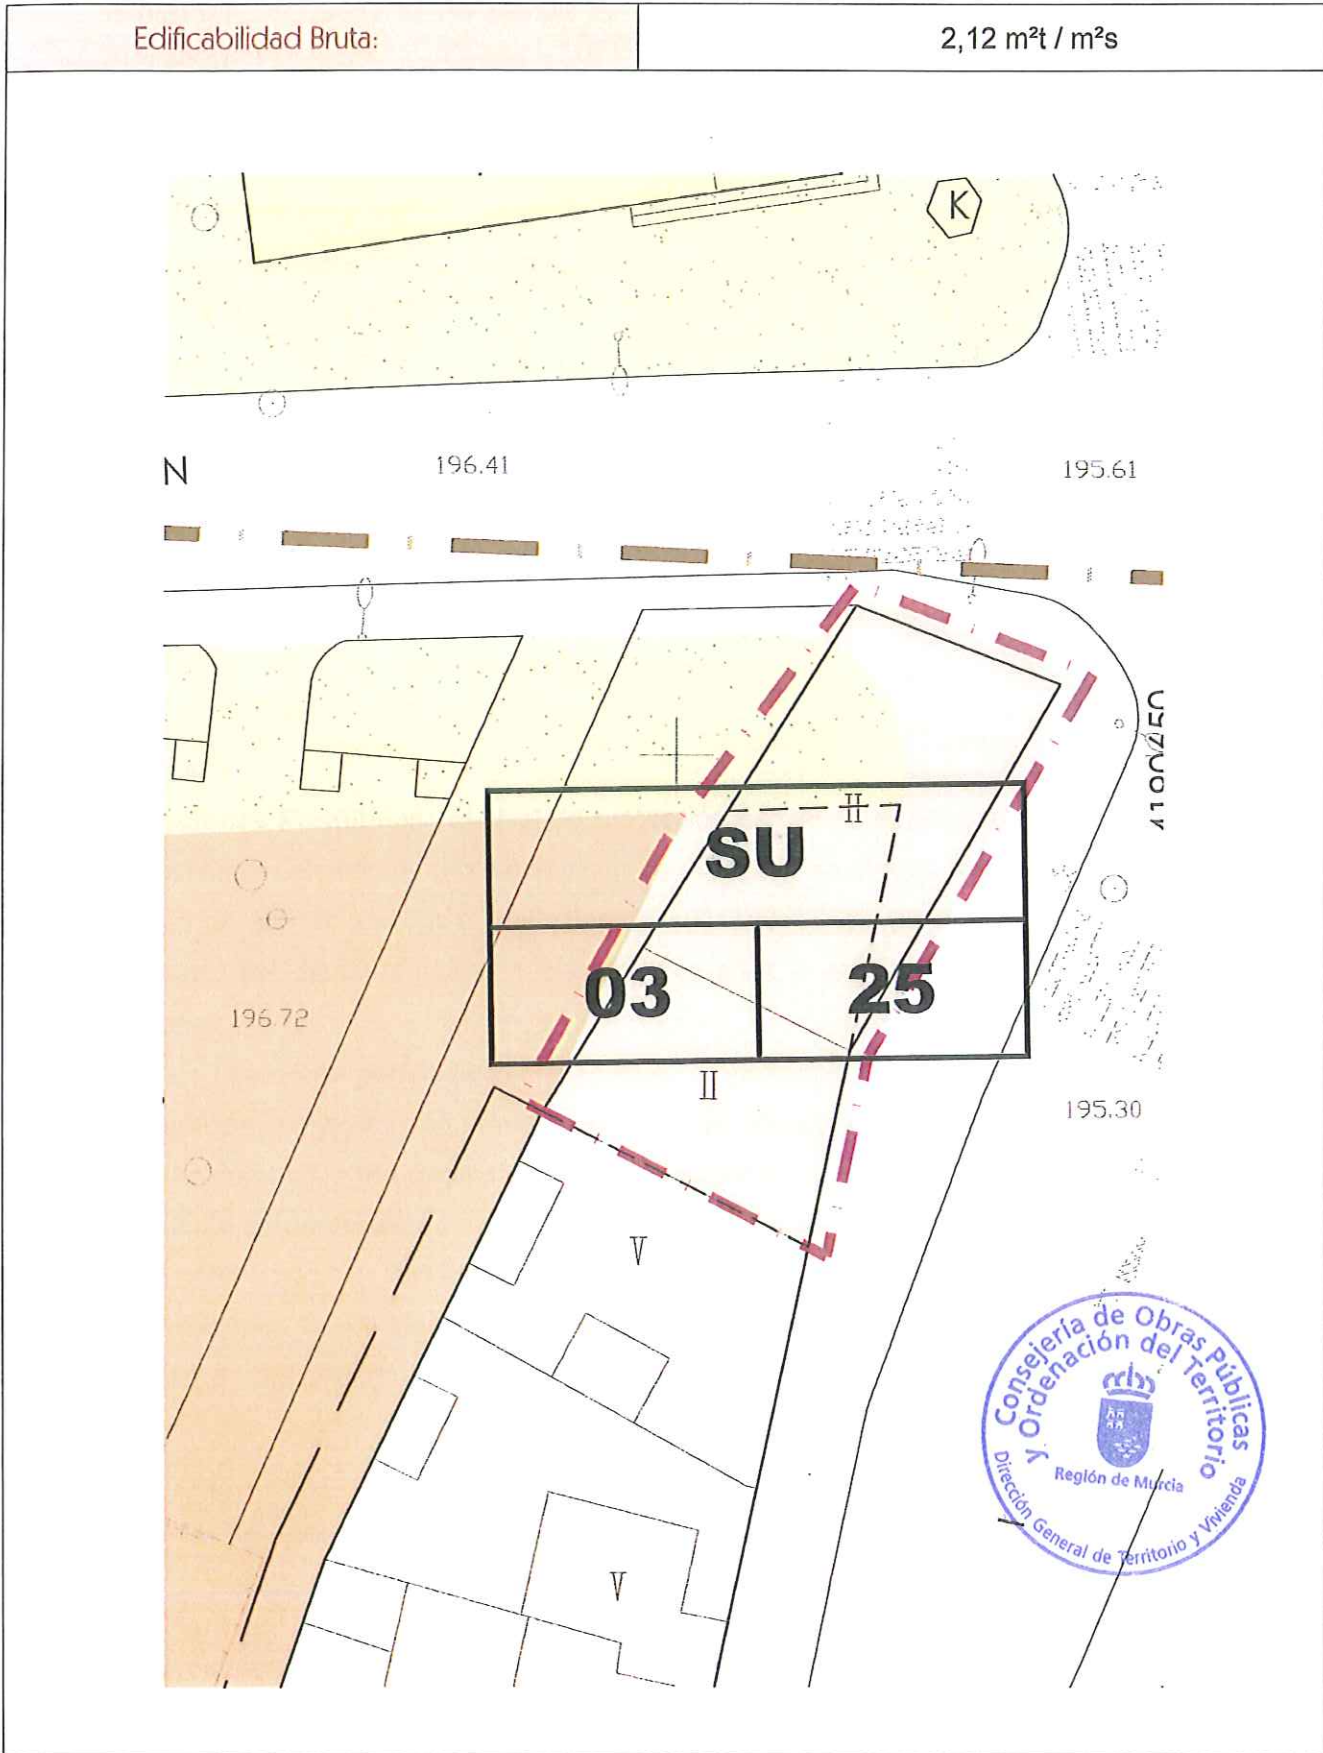 Edificabilidad Bruta: 2,12 m²t / m²s
K
N
196.41
195.61
4190450
II
SU
03
25
196.72
II
195.30
V
V
Consejería de Obras Públicas
y Ordenación del Territorio
Región de Murcia
Dirección General de Territorio y Vivienda